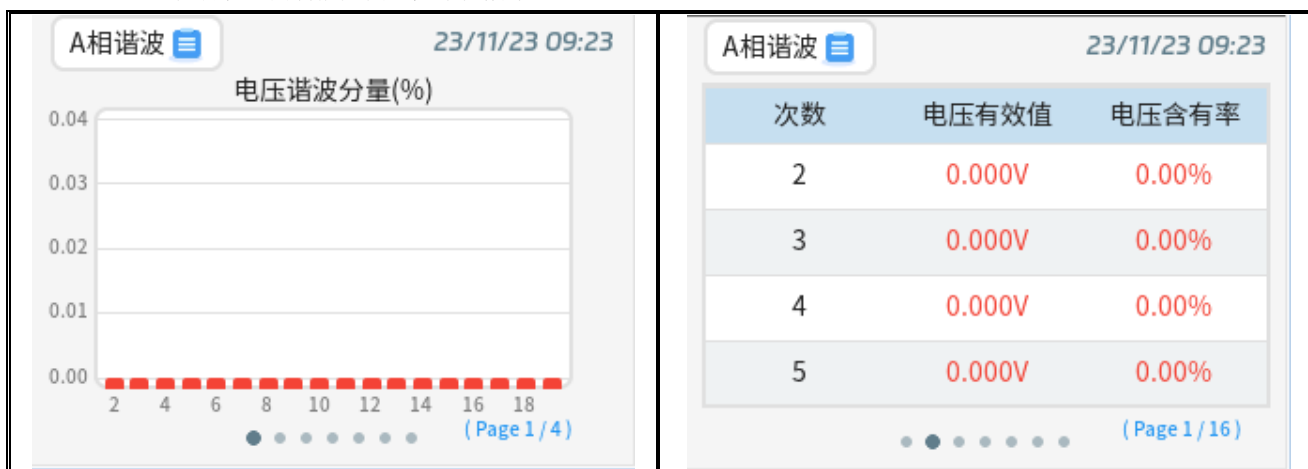 A相谐波
23/11/23 09:23
电压谐波分量(%)
0.04
0.03
0.02
0.01
0.00
2 4 6 8 10 12 14 16 18
( Page 1 / 4 )
A相谐波
23/11/23 09:23
次数 电压有效值 电压含有率
2 0.000V 0.00%
3 0.000V 0.00%
4 0.000V 0.00%
5 0.000V 0.00%
( Page 1 / 16 )